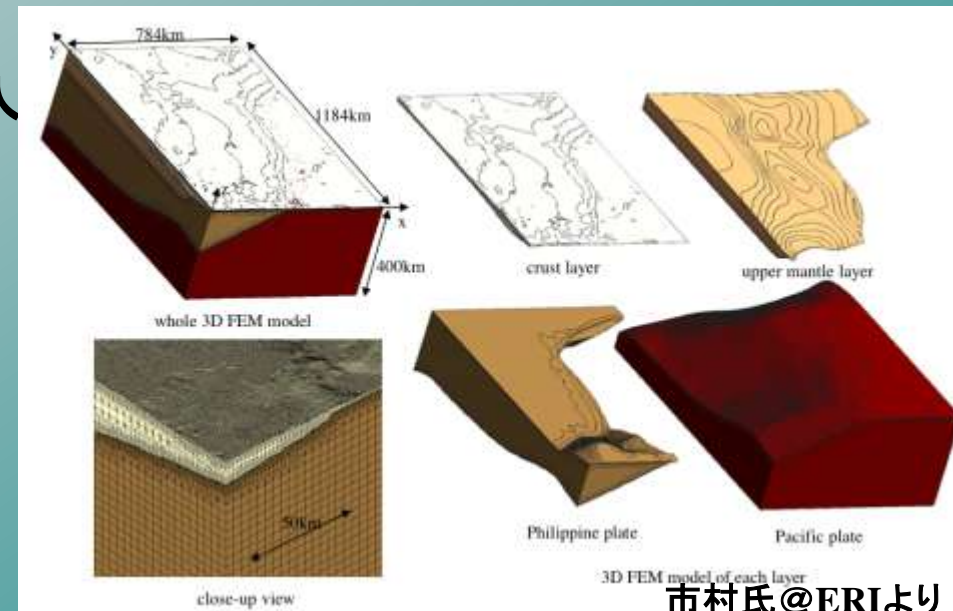 784km
y
1184km
z
x
400km
whole 3D FEM model
crust layer
upper mantle layer
50km
close-up view
Philippine plate
Pacific plate
3D FEM model of each layer
市村氏@ERIより